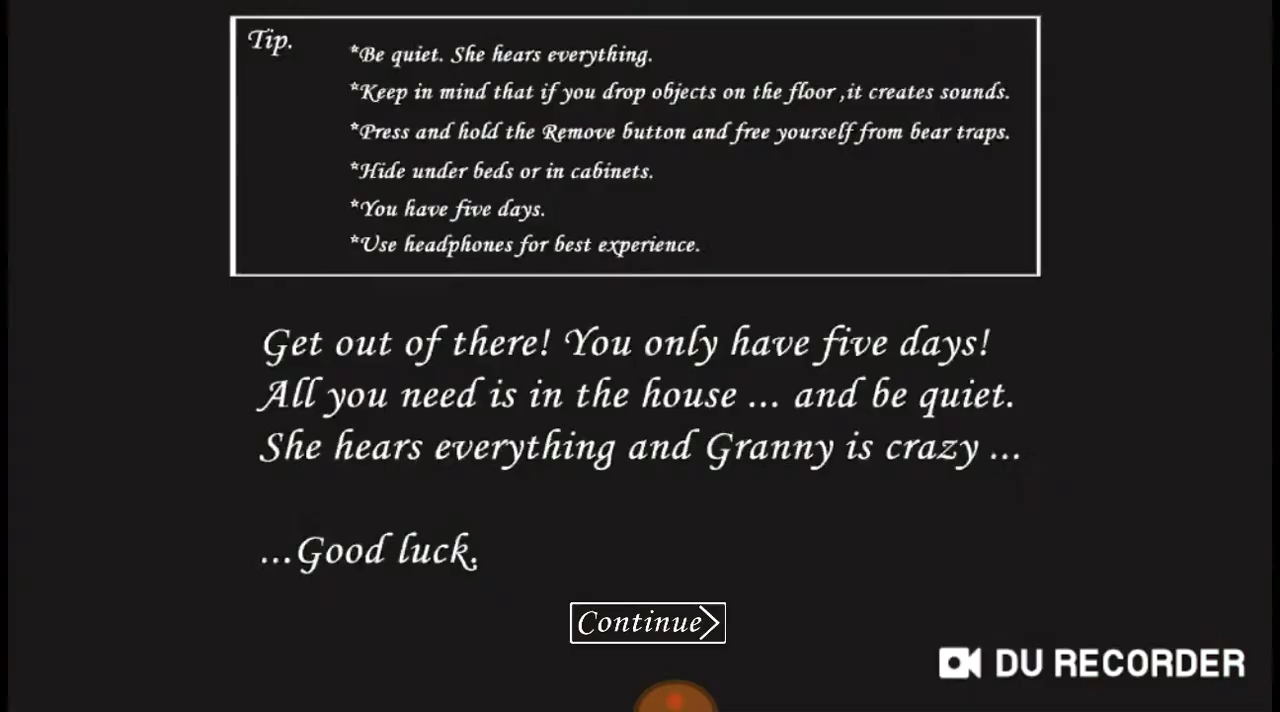 Tip.
*Be quiet. She hears everything.
*Keep in mind that if you drop objects on the floor ,it creates sounds.
*Press and hold the Remove button and free yourself from bear traps.
*Hide under beds or in cabinets.
*You have five days.
*Use headphones for best experience.
Get out of there! You only have five days!
All you need is in the house ... and be quiet.
She hears everything and Granny is crazy ...
...Good luck.
Continue
DU RECORDER